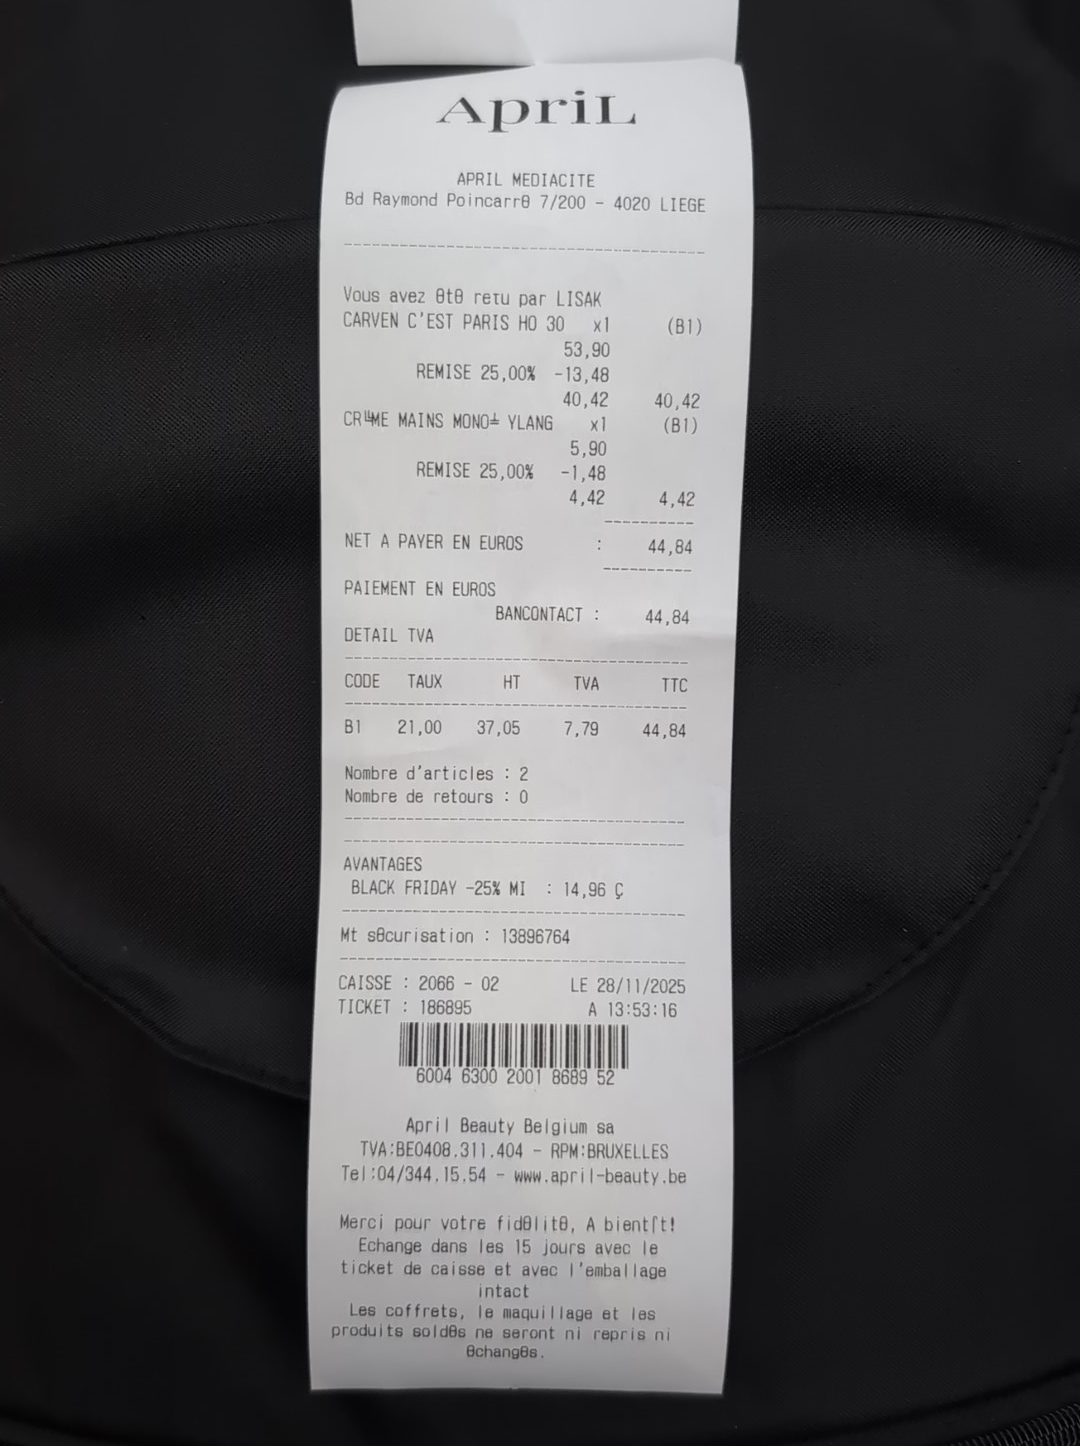 ApriL
APRIL MEDIACITE
Bd Raymond PoincarrΘ 7/200 - 4020 LIEGE
Vous avez ΘtΘ retu par LISAK
CARVEN C'EST PARIS HO 30 x1 (B1)
53,90
REMISE 25,00% -13,48
40,42 40,42
CR╚ME MAINS MONO╧ YLANG x1 (B1)
5,90
REMISE 25,00% -1,48
4,42 4,42
NET A PAYER EN EUROS : 44,84
PAIEMENT EN EUROS
BANCONTACT : 44,84
DETAIL TVA
CODE TAUX HT TVA TTC
B1 21,00 37,05 7,79 44,84
Nombre d'articles : 2
Nombre de retours : 0
AVANTAGES
BLACK FRIDAY -25% MI : 14,96 Ç
Mt sΘcurisation : 13896764
CAISSE : 2066 - 02 LE 28/11/2025
TICKET : 186895 A 13:53:16
6004 6300 2001 8689 52
April Beauty Belgium sa
TVA:BE0408.311.404 - RPM:BRUXELLES
Tel:04/344.15.54 - www.april-beauty.be
Merci pour votre fidΘlitΘ, A bient⌠t!
Echange dans les 15 jours avec le
ticket de caisse et avec l'emballage
intact
Les coffrets, le maquillage et les
produits soldΘs ne seront ni repris ni
ΘchangΘs.